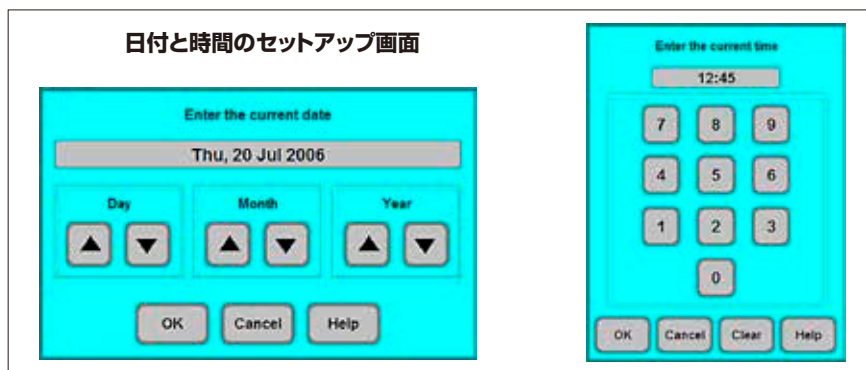 日付と時間のセットアップ画面
Enter the current date
Thu, 20 Jul 2006
Day Month Year
OK Cancel Help
Enter the current time
12:45
7 8 9
4 5 6
1 2 3
0
OK Cancel Clear Help